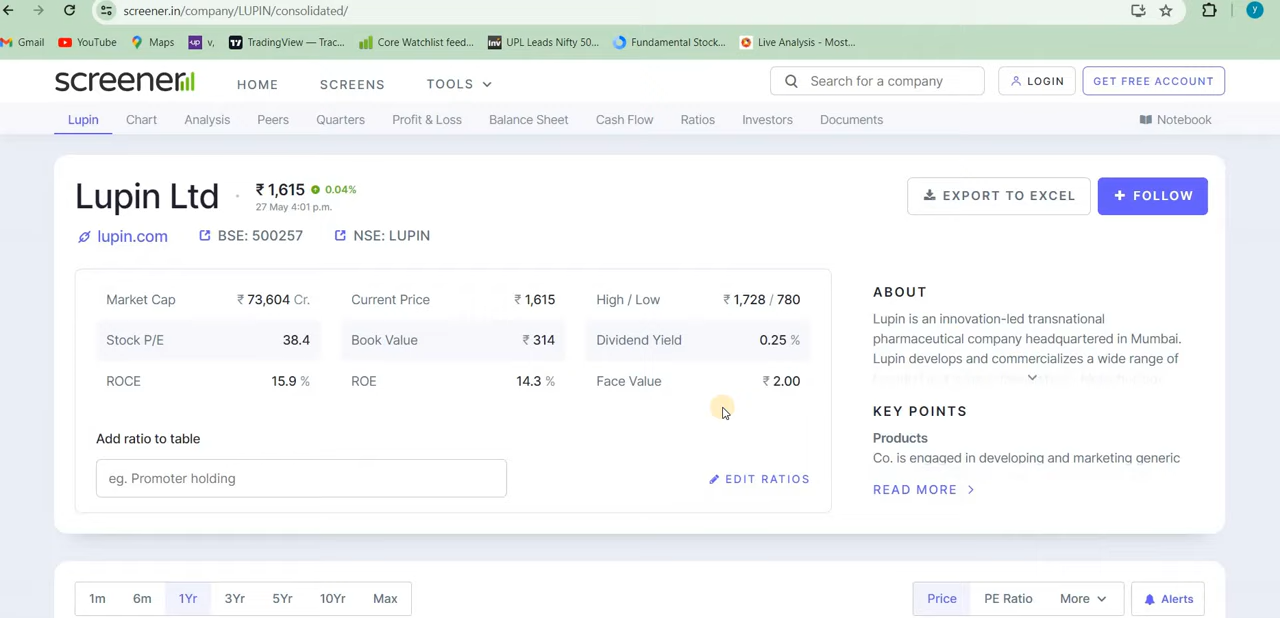 screener.in/company/LUPIN/consolidated/
y
Gmail YouTube Maps up v, 17 TradingView — Trac... Core Watchlist feed... Inv UPL Leads Nifty 50... Fundamental Stock... Live Analysis - Most...
screener HOME SCREENS TOOLS Search for a company LOGIN GET FREE ACCOUNT
Lupin Chart Analysis Peers Quarters Profit & Loss Balance Sheet Cash Flow Ratios Investors Documents Notebook
Lupin Ltd ₹ 1,615 0.04%
27 May 4:01 p.m.
EXPORT TO EXCEL + FOLLOW
lupin.com BSE: 500257 NSE: LUPIN
Market Cap ₹ 73,604 Cr. Current Price ₹ 1,615 High / Low ₹ 1,728 / 780
Stock P/E 38.4 Book Value ₹ 314 Dividend Yield 0.25 %
ROCE 15.9 % ROE 14.3 % Face Value ₹ 2.00
Add ratio to table
eg. Promoter holding EDIT RATIOS
ABOUT
Lupin is an innovation-led transnational
pharmaceutical company headquartered in Mumbai.
Lupin develops and commercializes a wide range of
KEY POINTS
Products
Co. is engaged in developing and marketing generic
READ MORE
1m 6m 1Yr 3Yr 5Yr 10Yr Max Price PE Ratio More Alerts